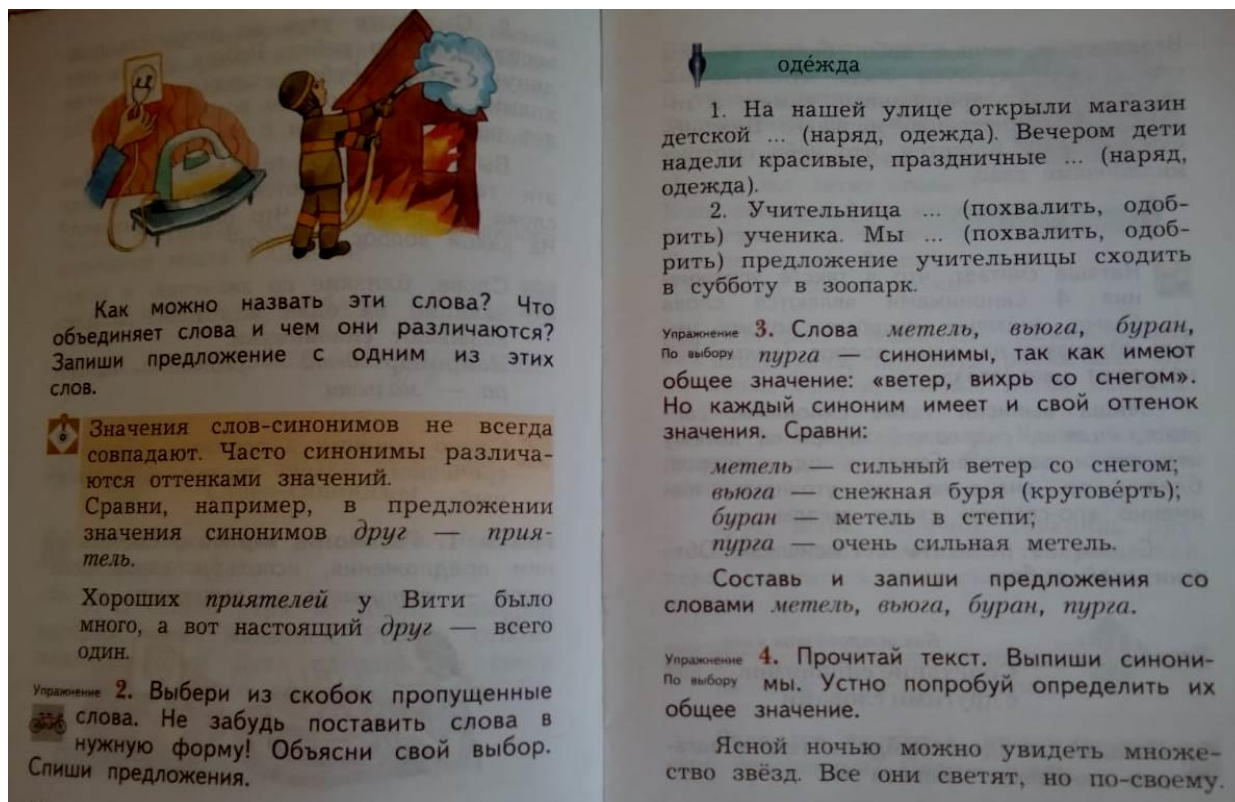 Как можно назвать эти слова? Что
объединяет слова и чем они различаются?
Запиши предложение с одним из этих
слов.
Значения слов-синонимов не всегда
совпадают. Часто синонимы различа-
ются оттенками значений.
Сравни, например, в предложении
значения синонимов друг — прия-
тель.
Хороших приятелей у Вити было
много, а вот настоящий друг — всего
один.
Упражнение 2. Выбери из скобок пропущенные
слова. Не забудь поставить слова в
нужную форму! Объясни свой выбор.
Спиши предложения.
оде́жда
1. На нашей улице открыли магазин
детской ... (наряд, одежда). Вечером дети
надели красивые, праздничные ... (наряд,
одежда).
2. Учительница ... (похвалить, одоб-
рить) ученика. Мы ... (похвалить, одоб-
рить) предложение учительницы сходить
в субботу в зоопарк.
Упражнение 3. Слова метель, вьюга, буран,
По выбору пурга — синонимы, так как имеют
общее значение: «ветер, вихрь со снегом».
Но каждый синоним имеет и свой оттенок
значения. Сравни:
метель — сильный ветер со снегом;
вьюга — снежная буря (кругове́рть);
буран — метель в степи;
пурга — очень сильная метель.
Составь и запиши предложения со
словами метель, вьюга, буран, пурга.
Упражнение 4. Прочитай текст. Выпиши синони-
По выбору мы. Устно попробуй определить их
общее значение.
Ясной ночью можно увидеть множе-
ство звёзд. Все они светят, но по-своему.